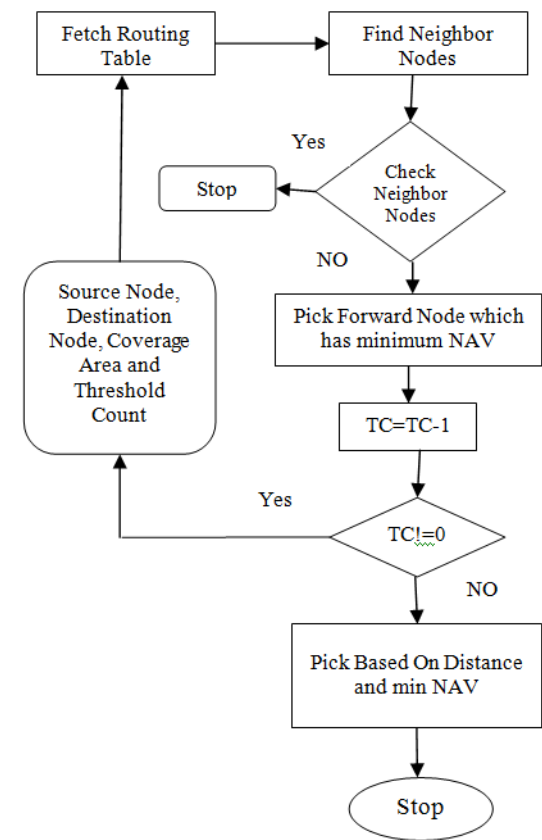 Fetch Routing
Table
Find Neighbor
Nodes
Yes
Check
Neighbor
Nodes
Stop
NO
Source Node,
Destination
Node, Coverage
Area and
Threshold
Count
Pick Forward Node which
has minimum NAV
TC=TC-1
Yes
TC!=0
NO
Pick Based On Distance
and min NAV
Stop